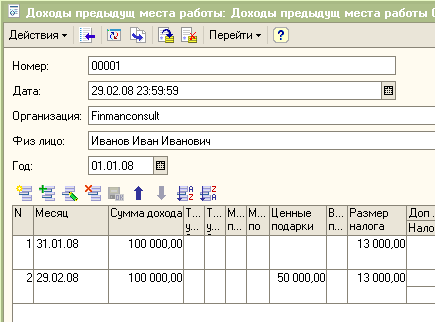 Доходы предыдущ места работы: Доходы предыдущ места работы
Действия Перейти ?
Номер: 00001
Дата: 29.02.08 23:59:59
Организация: Finmanconsult
Физ лицо: Иванов Иван Иванович
Год: 01.01.08
N Месяц Сумма дохода Т... Т... М... М... Ценные В... Размер Доп
у... у... п... по подарки п... налога Нало
1 31.01.08 100 000,00 13 000,00
2 29.02.08 100 000,00 50 000,00 13 000,00